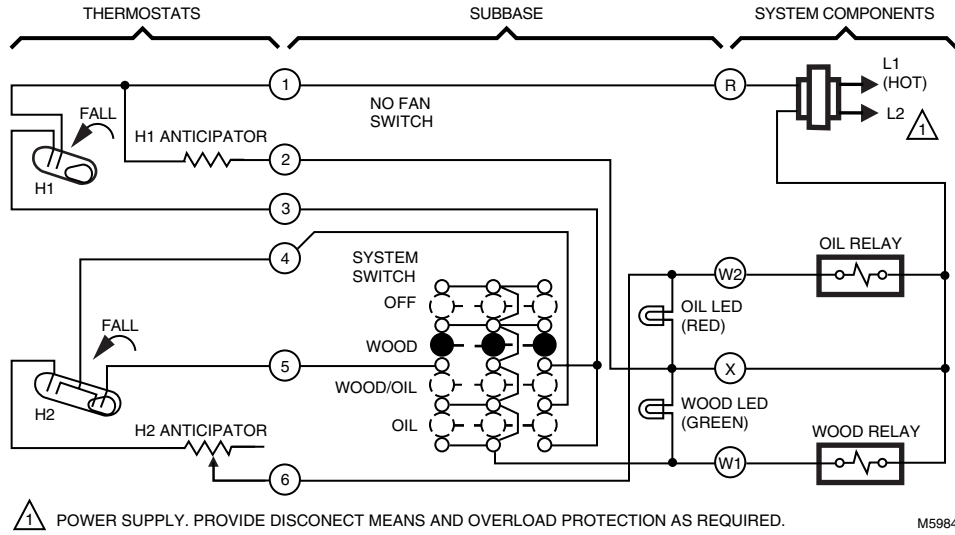 THERMOSTATS
SUBBASE
SYSTEM COMPONENTS
1
R
L1
(HOT)
L2
1
NO FAN
SWITCH
FALL
H1 ANTICIPATOR
2
H1
3
4
SYSTEM
SWITCH
OIL RELAY
OFF
W2
OIL LED
(RED)
FALL
WOOD
5
X
WOOD/OIL
H2
WOOD LED
(GREEN)
H2 ANTICIPATOR
OIL
WOOD RELAY
W1
6
1 POWER SUPPLY. PROVIDE DISCONECT MEANS AND OVERLOAD PROTECTION AS REQUIRED.
M5984